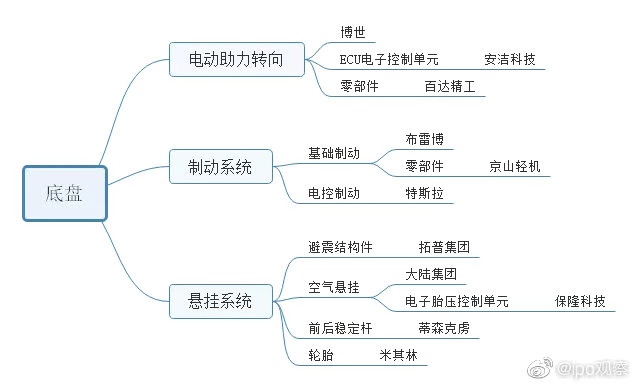 底盘
电动助力转向
博世
ECU电子控制单元 安洁科技
零部件 百达精工
制动系统
基础制动
布雷博
零部件 京山轻机
电控制动 特斯拉
悬挂系统
避震结构件 拓普集团
空气悬挂
大陆集团
电子胎压控制单元 保隆科技
前后稳定杆 蒂森克虏
轮胎 米其林
@ipo观察